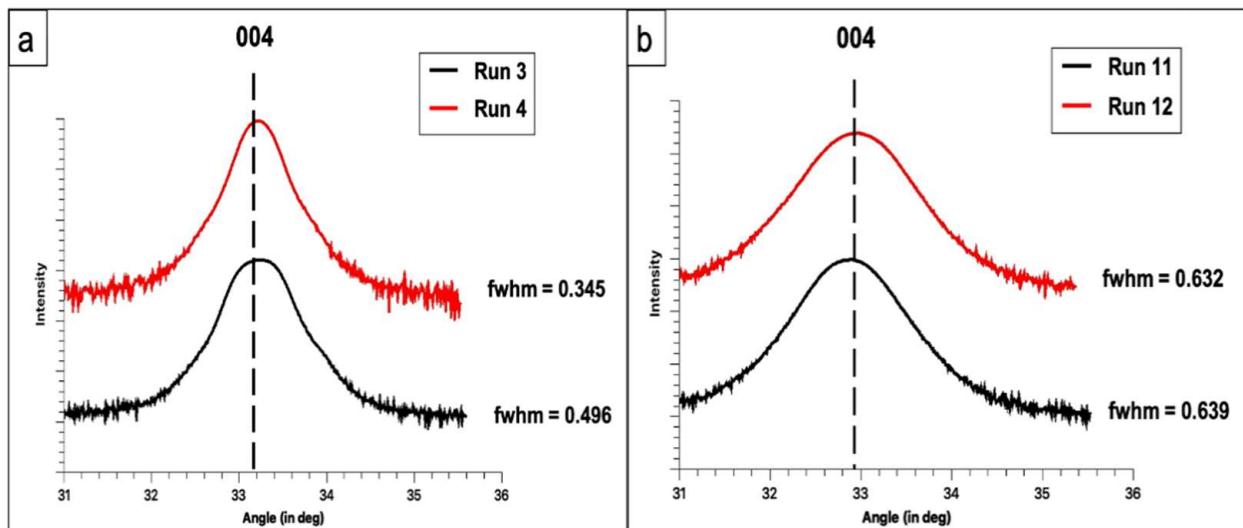 a
004
Run 3
Run 4
Intensity
fwhm = 0.345
fwhm = 0.496
31 32 33 34 35 36
Angle (in deg)
b
004
Run 11
Run 12
Intensity
fwhm = 0.632
fwhm = 0.639
31 32 33 34 35 36
Angle (in deg)